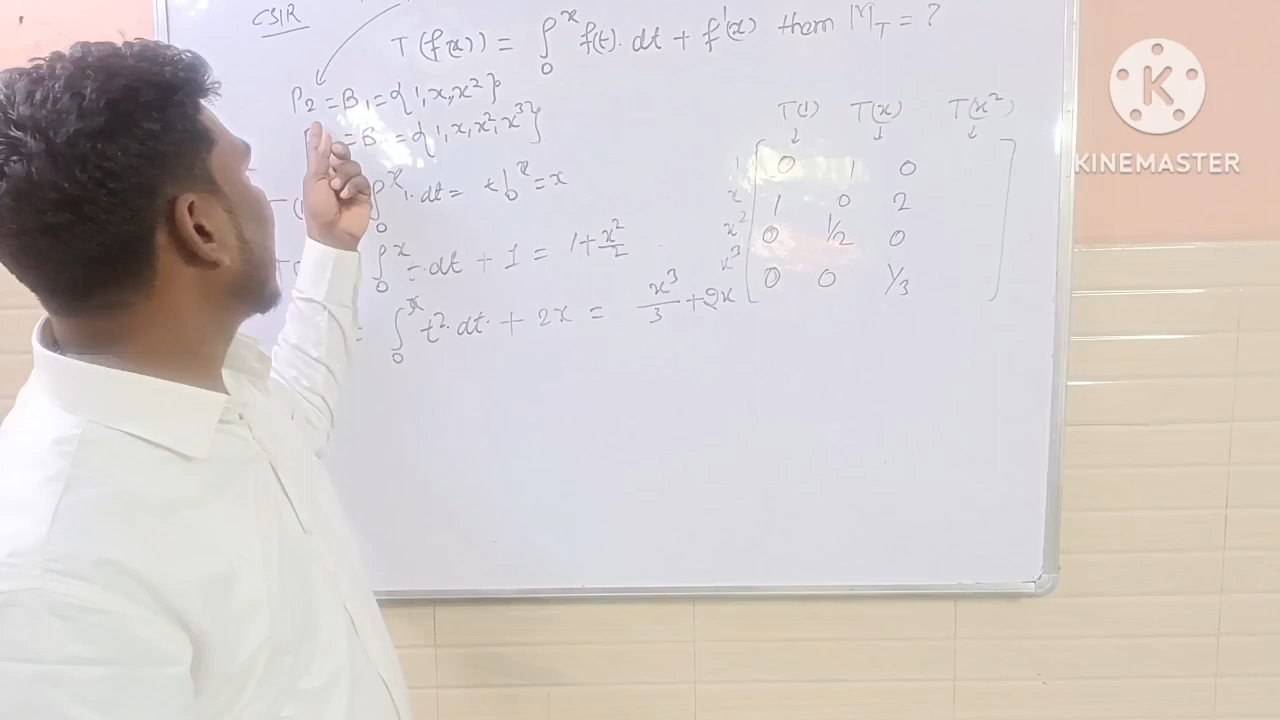 CSIR
T(f(x)) = ∫₀ˣ f(t). dt + f'(x) them M_T = ?
P2 = B1 = {1, x, x²}
= B = {1, x, x², x³}
∫₀ˣ 1. dt = t|₀ˣ = x
∫₀ˣ t. dt + 1 = 1 + x²/2
= ∫₀ˣ t². dt. + 2x = x³/3 + 2x
T(1) T(x) T(x²)
↓ ↓ ↓
1 0 1 0
x 1 0 2
x² 0 1/2 0
x³ 0 0 1/3
K
KINEMASTER